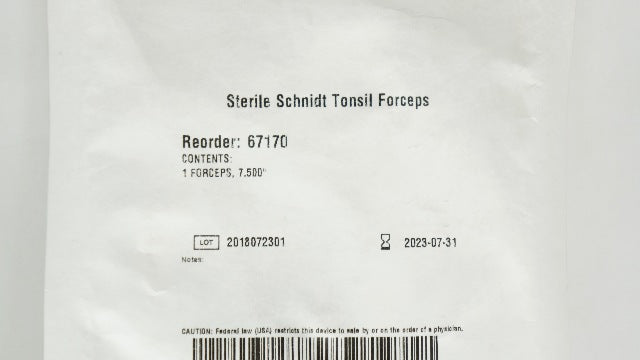 Sterile Schnidt Tonsil Forceps
Reorder: 67170
CONTENTS:
1 FORCEPS, 7.500"
LOT 2018072301 2023-07-31
Notes:
CAUTION: Federal law (USA) restricts this device to sale by or on the order of a physician.